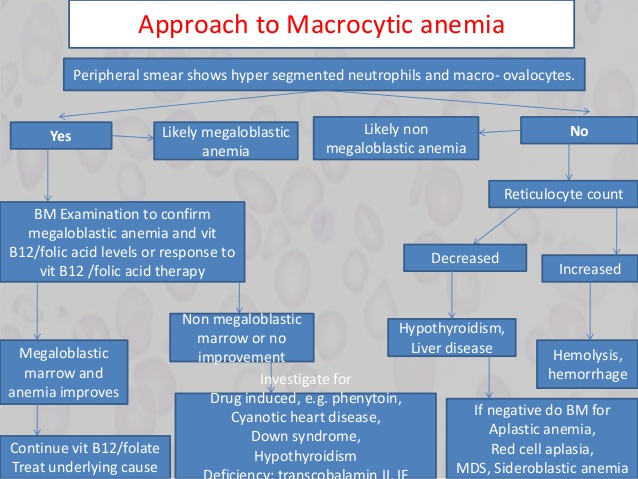 Approach to Macrocytic anemia
Peripheral smear shows hyper segmented neutrophils and macro- ovalocytes.
Yes
Likely megaloblastic
anemia
Likely non
megaloblastic anemia
No
Reticulocyte count
BM Examination to confirm
megaloblastic anemia and vit
B12/folic acid levels or response to
vit B12 /folic acid therapy
Decreased
Increased
Non megaloblastic
marrow or no
improvement
Hypothyroidism,
Liver disease
Megaloblastic
marrow and
anemia improves
Hemolysis,
hemorrhage
Investigate for
Drug induced, e.g. phenytoin,
Cyanotic heart disease,
Down syndrome,
Hypothyroidism
Deficiency: transcobalamin II, IF
If negative do BM for
Aplastic anemia,
Red cell aplasia,
MDS, Sideroblastic anemia
Continue vit B12/folate
Treat underlying cause